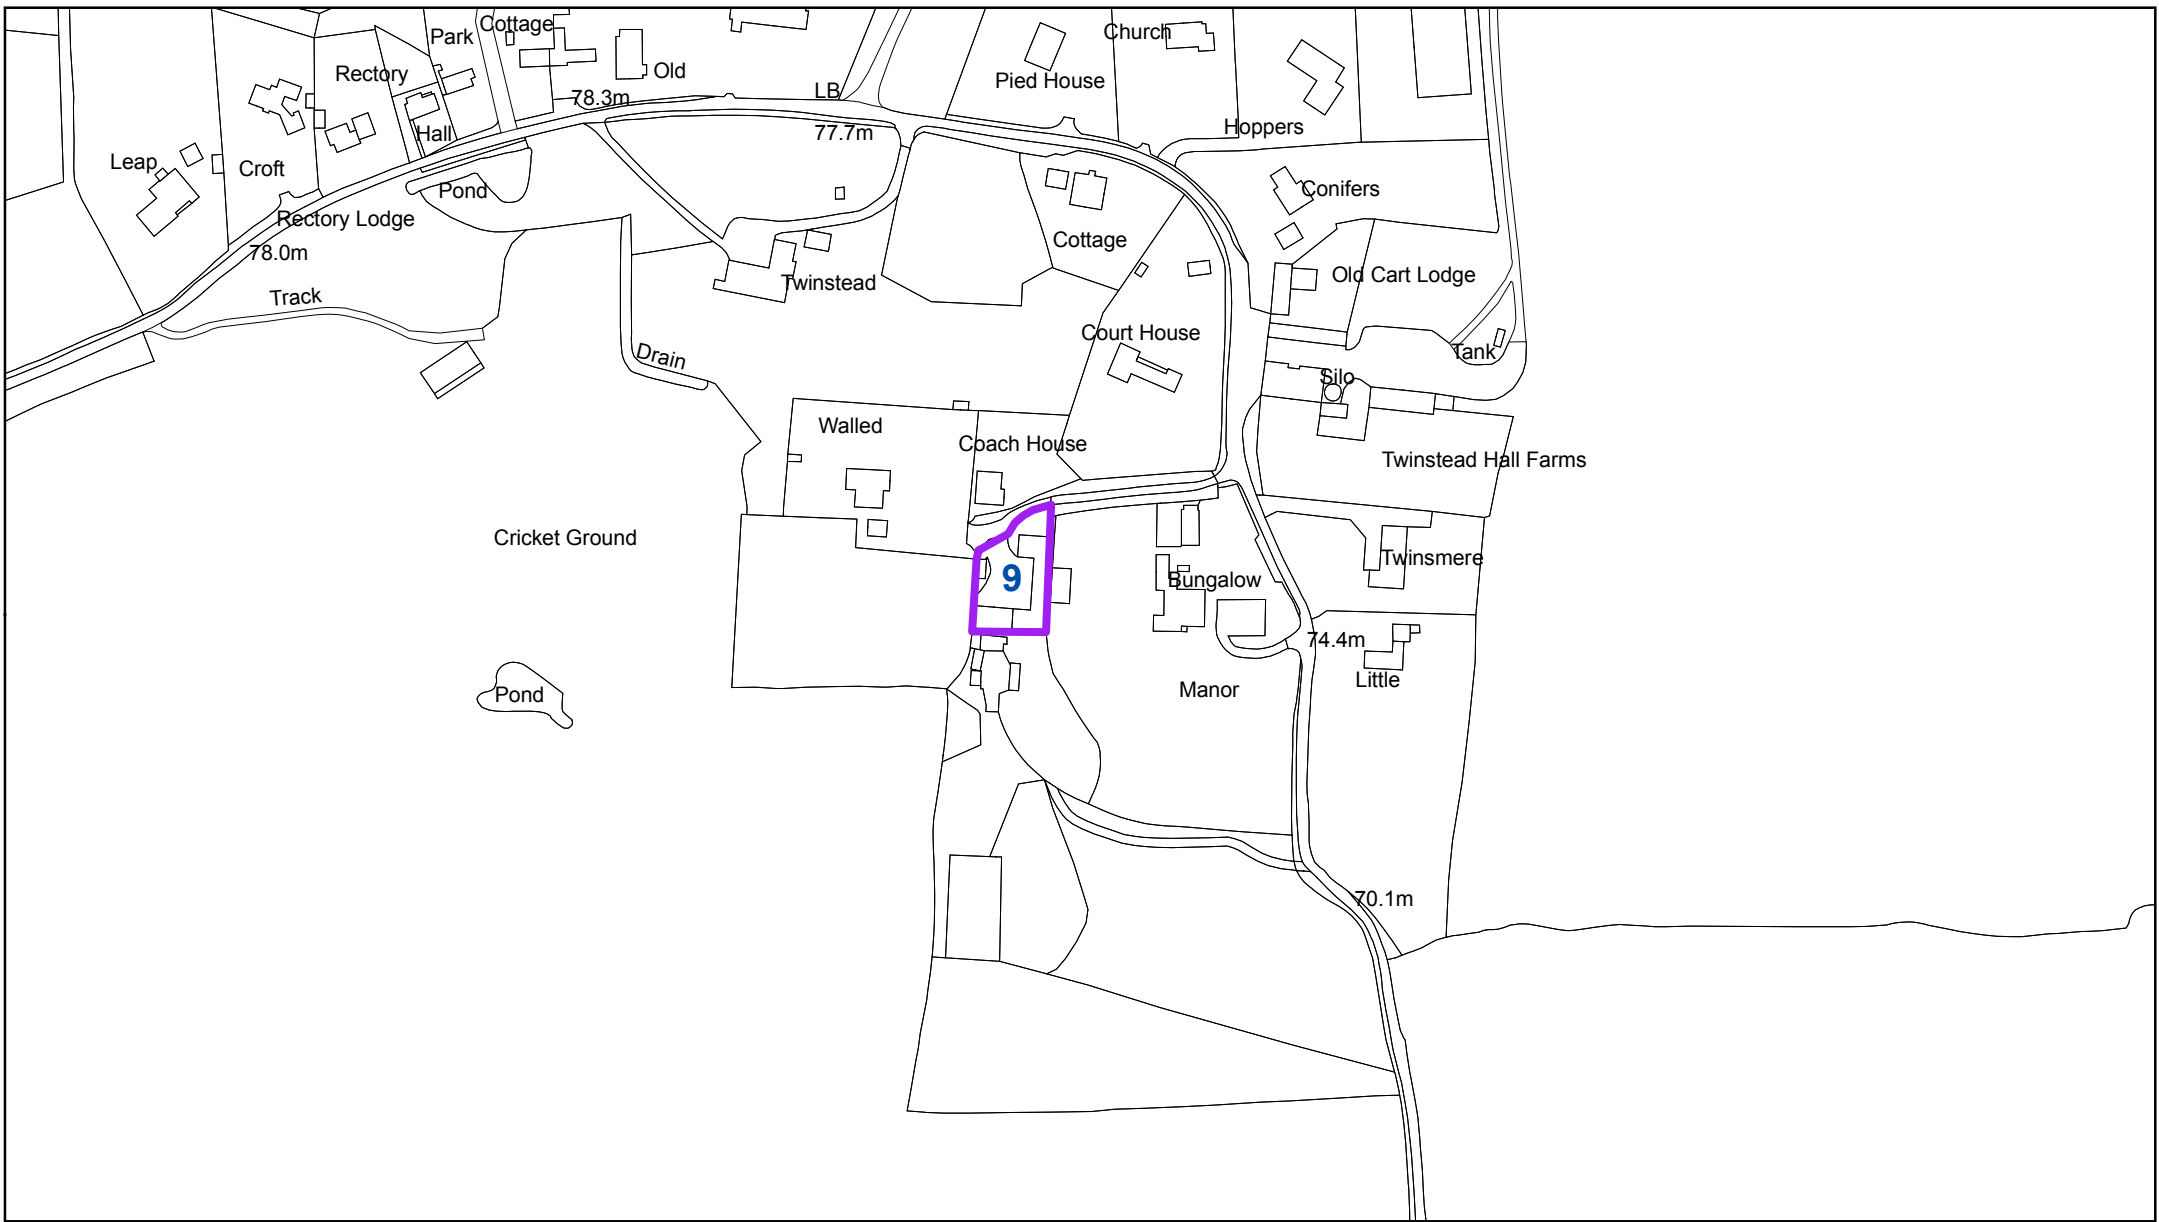 Cottage
Park
Church
Rectory
Old
Pied House
LB
78.3m
Hoppers
Hall
77.7m
Leap
Croft
Pond
Conifers
Rectory Lodge
Cottage
78.0m
Old Cart Lodge
Twinstead
Track
Court House
Drain
Tank
Silo
Walled
Coach House
Twinstead Hall Farms
Cricket Ground
Twinsmere
9
Bungalow
74.4m
Little
Manor
Pond
70.1m